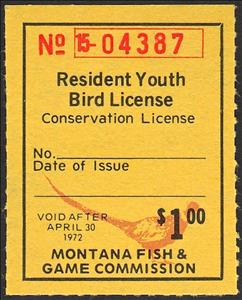 No 15-04387
Resident Youth
Bird License
Conservation License
No.
Date of Issue
VOID AFTER
APRIL 30
1972
$1.00
MONTANA FISH &
GAME COMMISSION